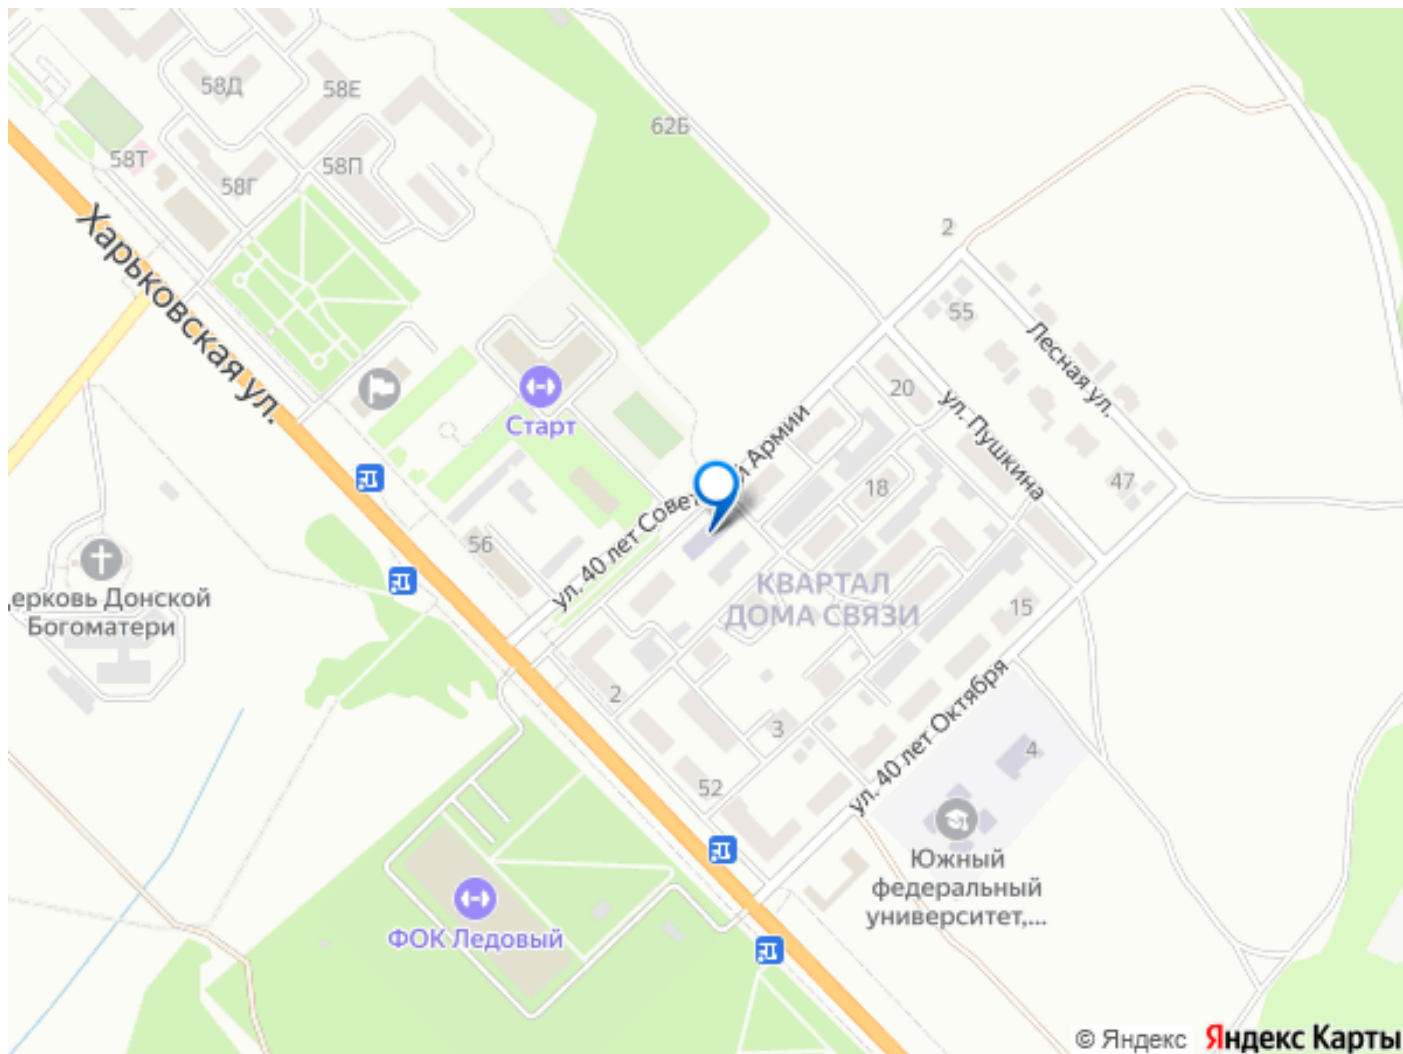 58Д
58Е
62Б
58Т
58Г
58П
Харьковская ул.
2
55
Лесная ул.
Старт
20
ул. Пушкина
ул. 40 лет Совет
й Армии
18
47
56
ерковь Донской
Богоматери
КВАРТАЛ
ДОМА СВЯЗИ
15
2
3
4
52
ул. 40 лет Октября
Южный
федеральный
университет,...
ФОК Ледовый
© Яндекс Яндекс Карты